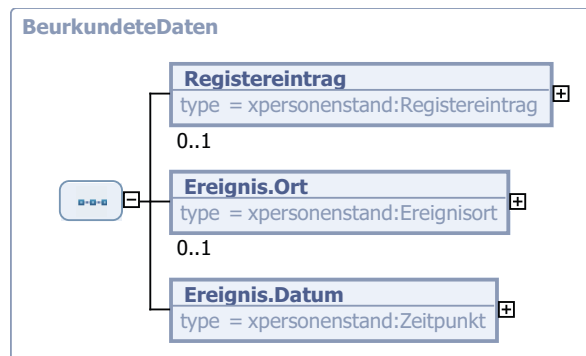 BeurkundeteDaten
Registereintrag
type = xpersonenstand:Registereintrag
0..1
Ereignis.Ort
type = xpersonenstand:Ereignisort
0..1
Ereignis.Datum
type = xpersonenstand:Zeitpunkt